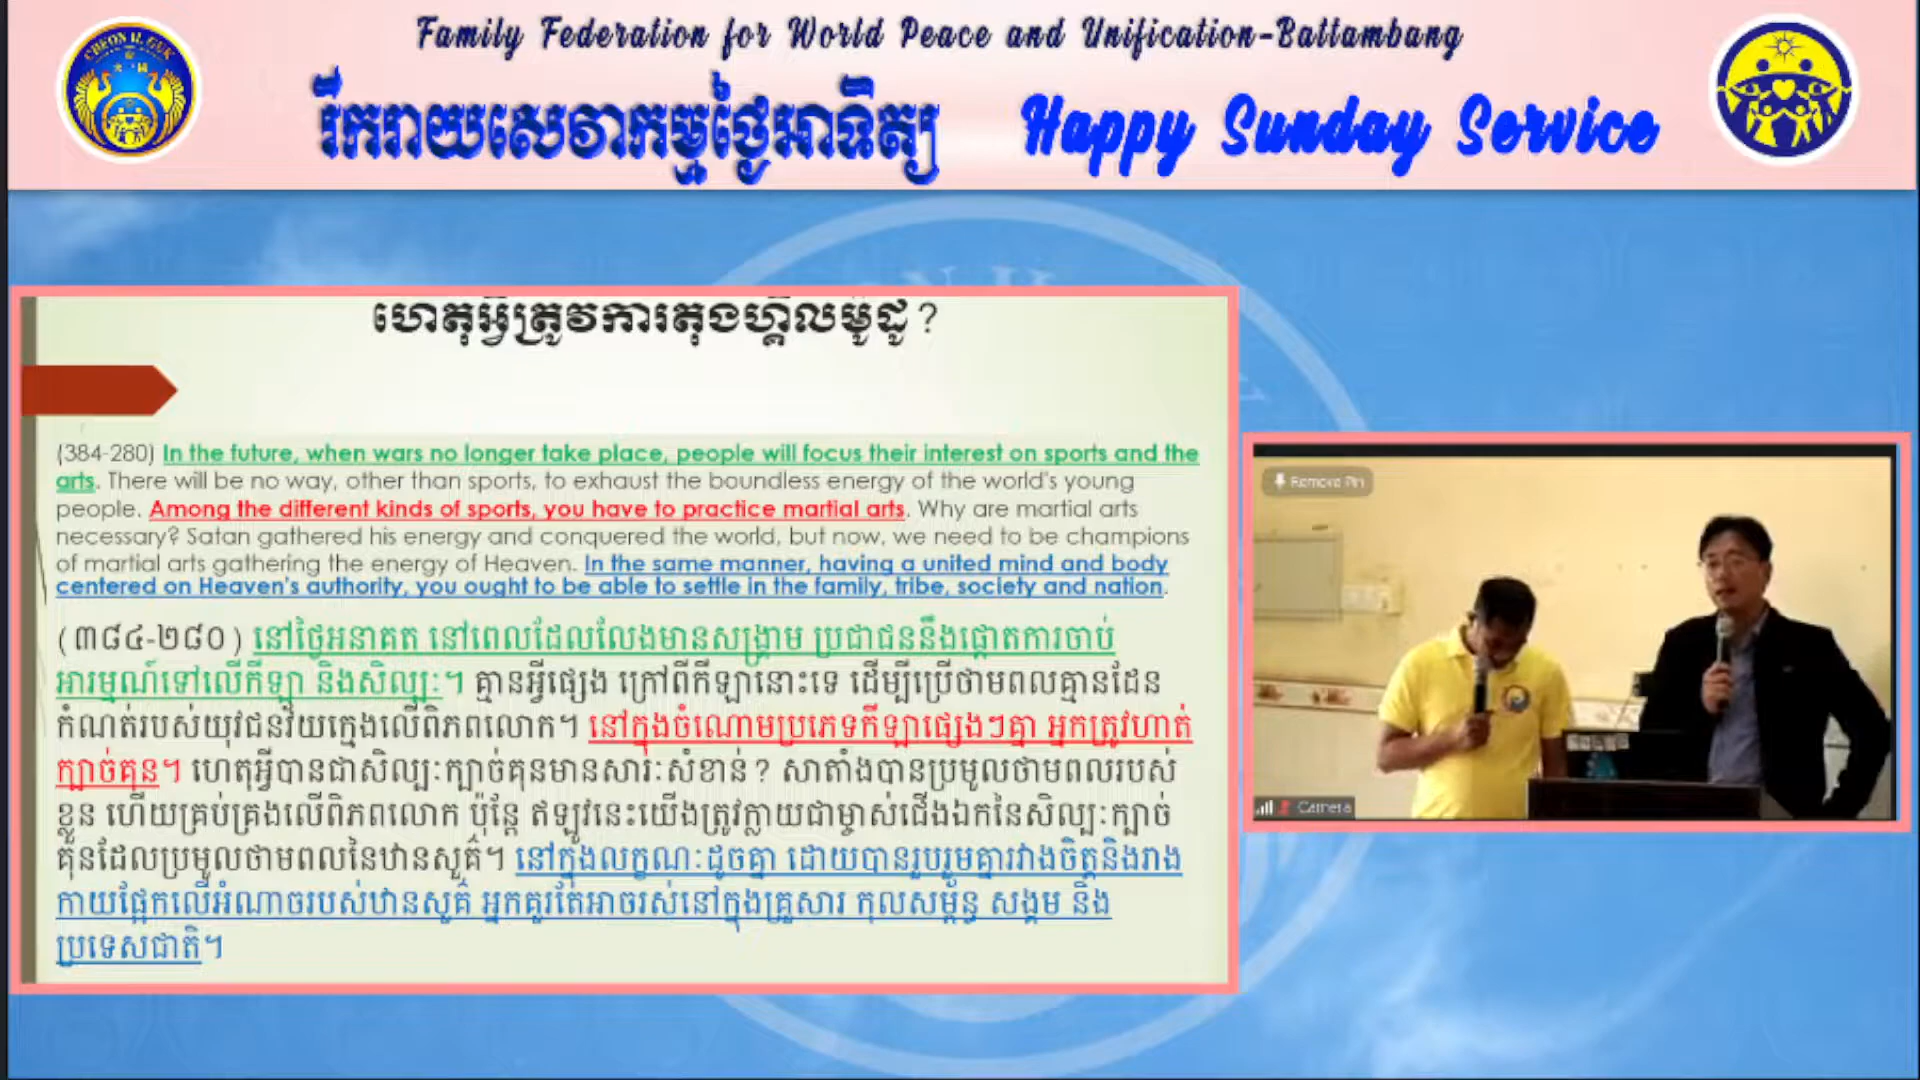 Family Federation for World Peace and Unification-Battambang
រីករាយសេវាកម្មថ្ងៃអាទិត្យ Happy Sunday Service
CHEON IL GUK
ហេតុអ្វីត្រូវការតុងហ្គីលម៉ូដូ?
(384-280) In the future, when wars no longer take place, people will focus their interest on sports and the
arts. There will be no way, other than sports, to exhaust the boundless energy of the world's young
people. Among the different kinds of sports, you have to practice martial arts. Why are martial arts
necessary? Satan gathered his energy and conquered the world, but now, we need to be champions
of martial arts gathering the energy of Heaven. In the same manner, having a united mind and body
centered on Heaven's authority, you ought to be able to settle in the family, tribe, society and nation.
(៣៨៤-២៨០) នៅថ្ងៃអនាគត នៅពេលដែលលែងមានសង្គ្រាម ប្រជាជននឹងផ្តោតការចាប់
អារម្មណ៍ទៅលើកីឡា និងសិល្បៈ។ គ្មានអ្វីផ្សេង ក្រៅពីកីឡានោះទេ ដើម្បីប្រើថាមពលគ្មានដែន
កំណត់របស់យុវជនវ័យក្មេងលើពិភពលោក។ នៅក្នុងចំណោមប្រភេទកីឡាផ្សេងៗគ្នា អ្នកត្រូវហាត់
ក្បាច់គុន។ ហេតុអ្វីបានជាសិល្បៈក្បាច់គុនមានសារៈសំខាន់? សាតាំងបានប្រមូលថាមពលរបស់
ខ្លួន ហើយគ្រប់គ្រងលើពិភពលោក ប៉ុន្តែ ឥឡូវនេះយើងត្រូវក្លាយជាម្ចាស់ជើងឯកនៃសិល្បៈក្បាច់
គុនដែលប្រមូលថាមពលនៃឋានសួគ៌។ នៅក្នុងលក្ខណៈដូចគ្នា ដោយបានរួបរួមគ្នារវាងចិត្តនិងរាង
កាយផ្អែកលើអំណាចរបស់ឋានសួគ៌ អ្នកគួរតែអាចរស់នៅក្នុងគ្រួសារ កុលសម្ព័ន្ធ សង្គម និង
ប្រទេសជាតិ។
Remove Pin
Camera